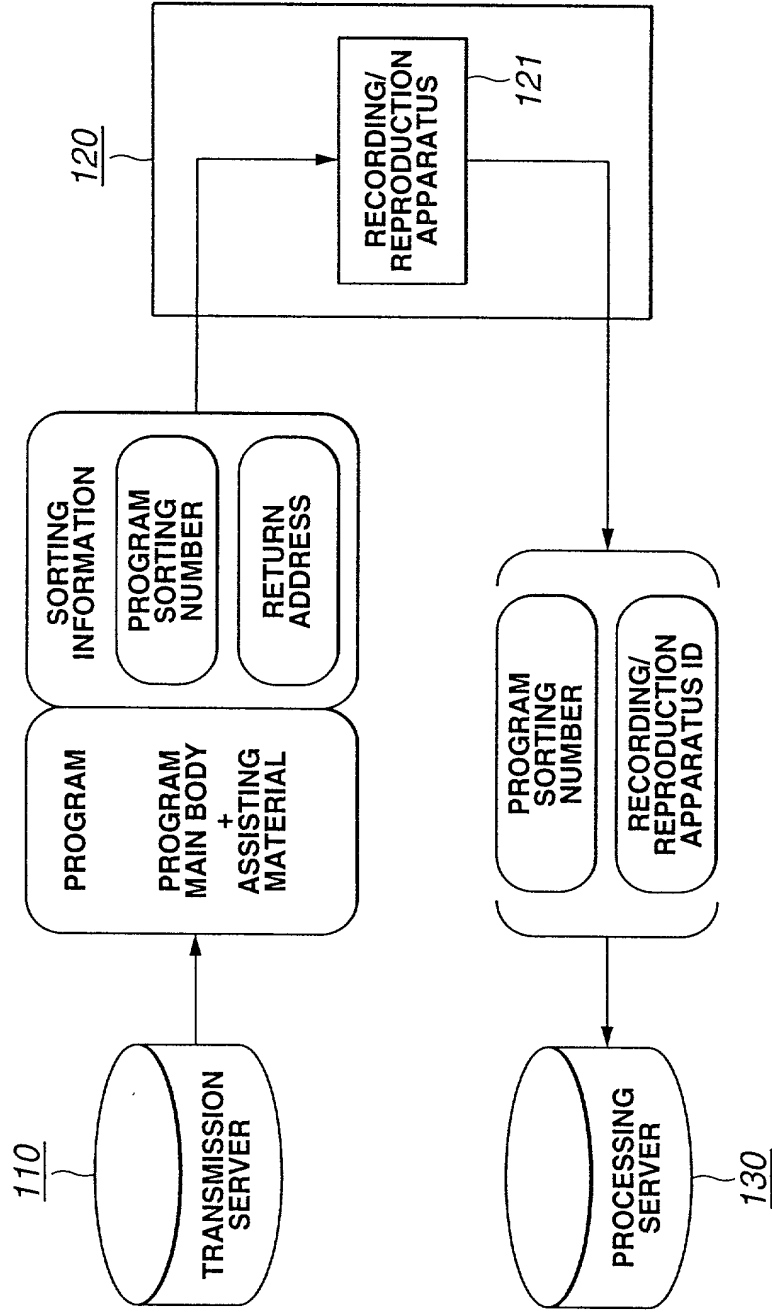 110
TRANSMISSION
SERVER
PROGRAM
PROGRAM
MAIN BODY
+
ASSISTING
MATERIAL
SORTING
INFORMATION
PROGRAM
SORTING
NUMBER
RETURN
ADDRESS
120
RECORDING/
REPRODUCTION
APPARATUS
121
PROCESSING
SERVER
130
PROGRAM
SORTING
NUMBER
RECORDING/
REPRODUCTION
APPARATUS ID